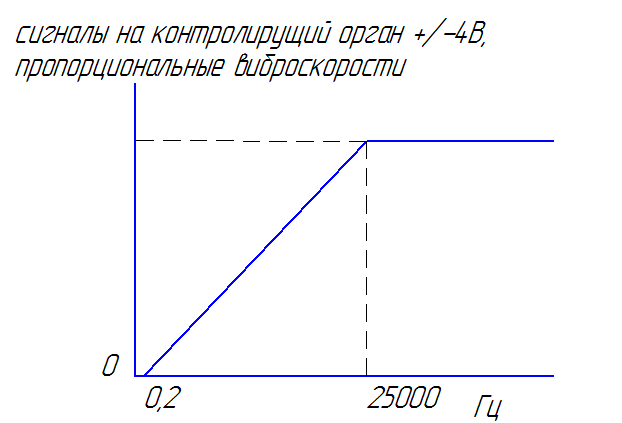 сигналы на контролирущий орган +/-4В,
пропорциональные виброскорости
0
0,2
25000
Гц